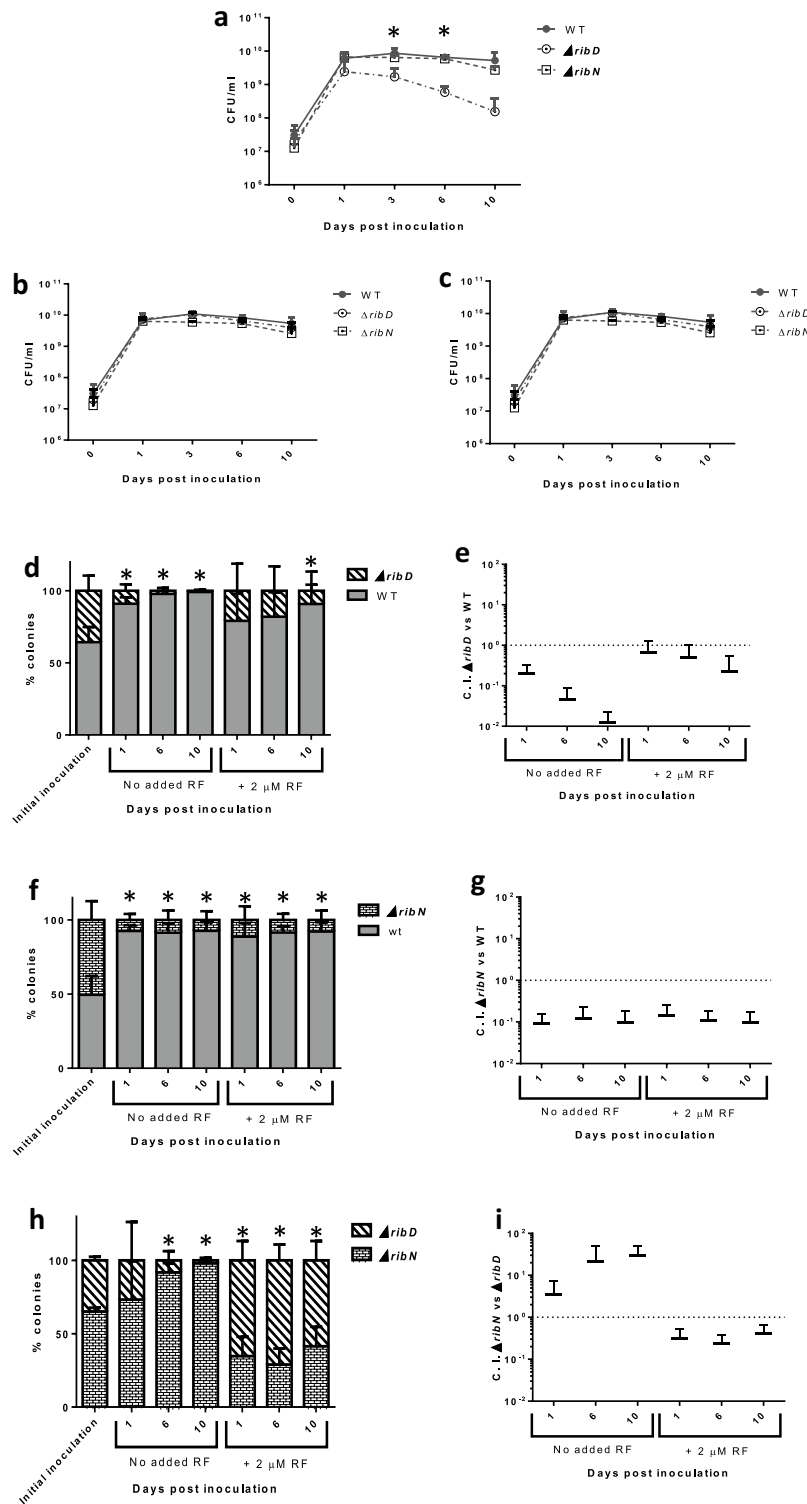 a
* *
10^11
10^10
10^9
10^8
10^7
10^6
CFU/ml
0 1 3 6 10
Days post inoculation
WT
◢ribD
◢ribN
b
10^11
10^10
10^9
10^8
10^7
10^6
CFU/ml
0 1 3 6 10
Days post inoculation
WT
ΔribD
ΔribN
c
10^11
10^10
10^9
10^8
10^7
10^6
CFU/ml
0 1 3 6 10
Days post inoculation
WT
ΔribD
ΔribN
d
* * * *
100
50
0
% colonies
Initial inoculation 1 6 10 1 6 10
No added RF + 2 μM RF
Days post inoculation
◢ribD
WT
e
10^2
10^1
10^0
10^-1
10^-2
C.I. ◢ribD vs WT
1 6 10 1 6 10
No added RF + 2 μM RF
Days post inoculation
f
* * * * * *
100
50
0
% colonies
Initial inoculation 1 6 10 1 6 10
No added RF + 2 μM RF
Days post inoculation
◢ribN
wt
g
10^2
10^1
10^0
10^-1
10^-2
C.I. ◢ribN vs WT
1 6 10 1 6 10
No added RF + 2 μM RF
Days post inoculation
h
* * * * *
100
50
0
% colonies
Initial inoculation 1 6 10 1 6 10
No added RF + 2 μM RF
Days post inoculation
◢ribD
◢ribN
i
10^2
10^1
10^0
10^-1
10^-2
C.I. ◢ribN vs ◢ribD
1 6 10 1 6 10
No added RF + 2 μM RF
Days post inoculation